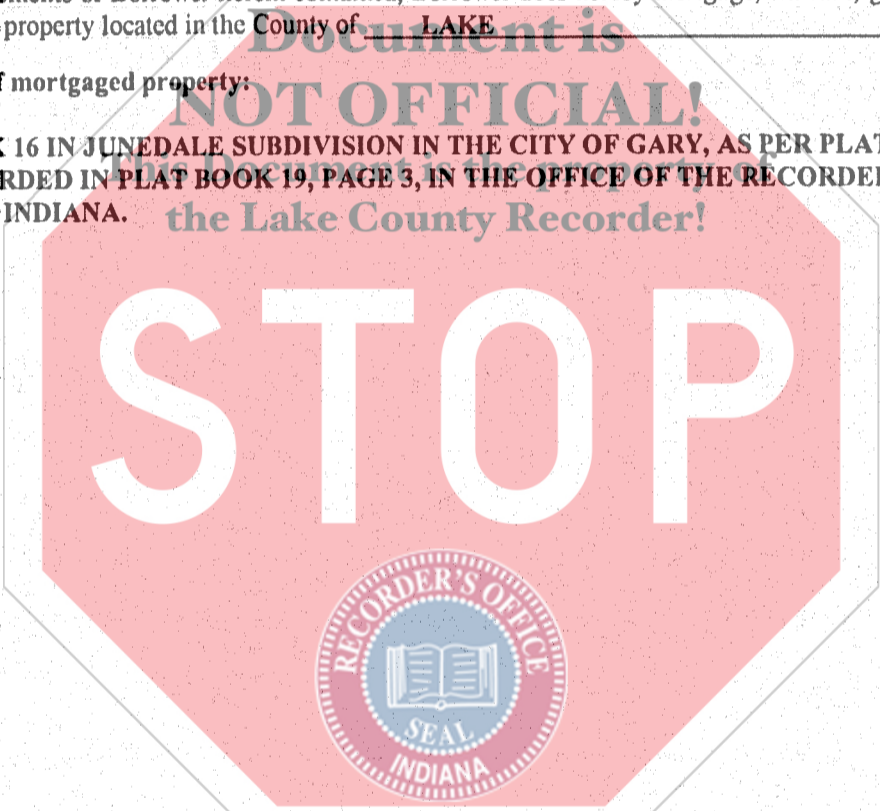 property located in the County of LAKE
Document is
mortgaged property:
NOT OFFICIAL!
16 IN JUNEDALE SUBDIVISION IN THE CITY OF GARY, AS PER PLAT
This Document is the property of
RDED IN PLAT BOOK 19, PAGE 3, IN THE OFFICE OF THE RECORDER
INDIANA.
the Lake County Recorder!
STOP
RECORDER'S OFFICE
SEAL
INDIANA